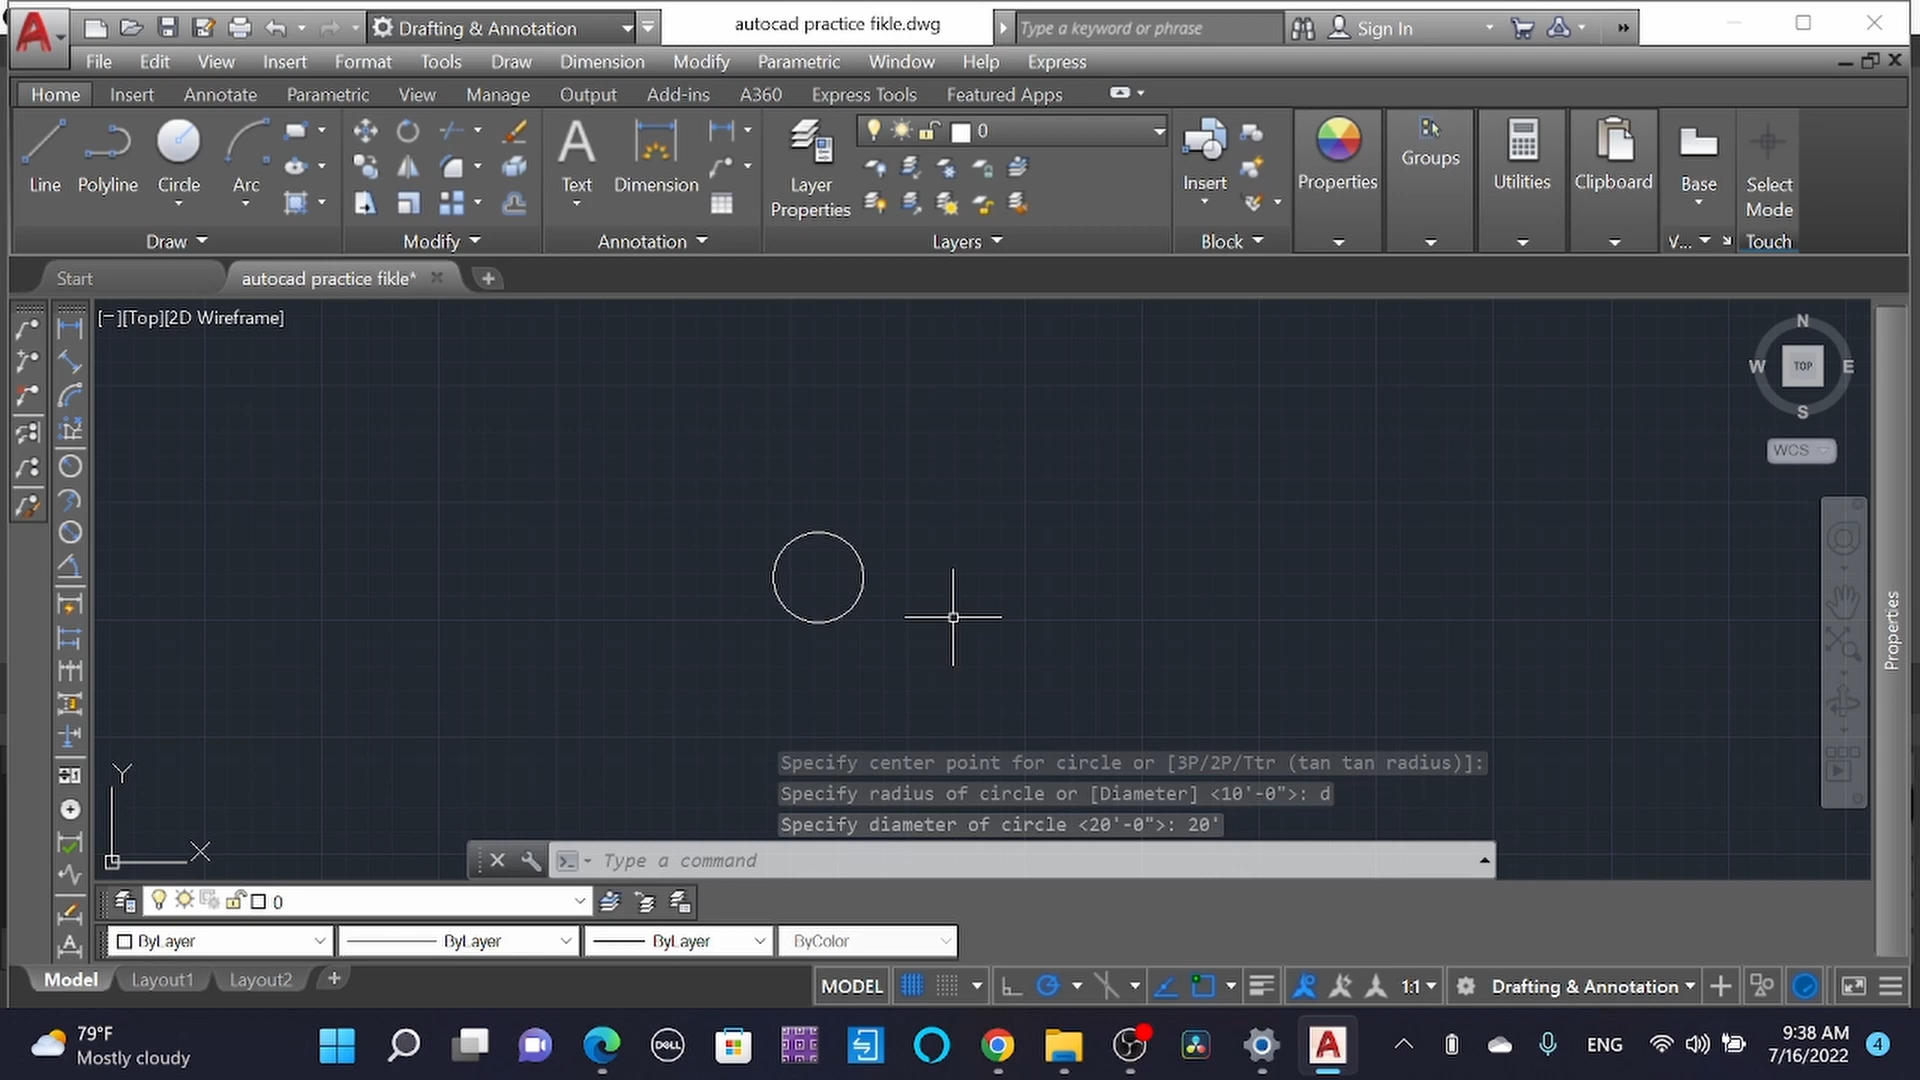 Drafting & Annotation
autocad practice fikle.dwg
Type a keyword or phrase
Sign In
File Edit View Insert Format Tools Draw Dimension Modify Parametric Window Help Express
Home Insert Annotate Parametric View Manage Output Add-ins A360 Express Tools Featured Apps
0
Line Polyline Circle Arc
Text Dimension
Layer
Properties
Insert
Properties
Groups
Utilities
Clipboard
Base
Select
Mode
Draw Modify Annotation Layers Block V... Touch
Start autocad practice fikle*
[−][Top][2D Wireframe]
N
W TOP E
S
WCS
Properties
Specify center point for circle or [3P/2P/Ttr (tan tan radius)]:
Specify radius of circle or [Diameter] <10'-0">: d
Specify diameter of circle <20'-0">: 20'
Y
X
Type a command
0
ByLayer ByLayer ByLayer ByColor
Model Layout1 Layout2
MODEL 1:1 Drafting & Annotation
79°F
Mostly cloudy
DELL
ENG
9:38 AM
7/16/2022
4